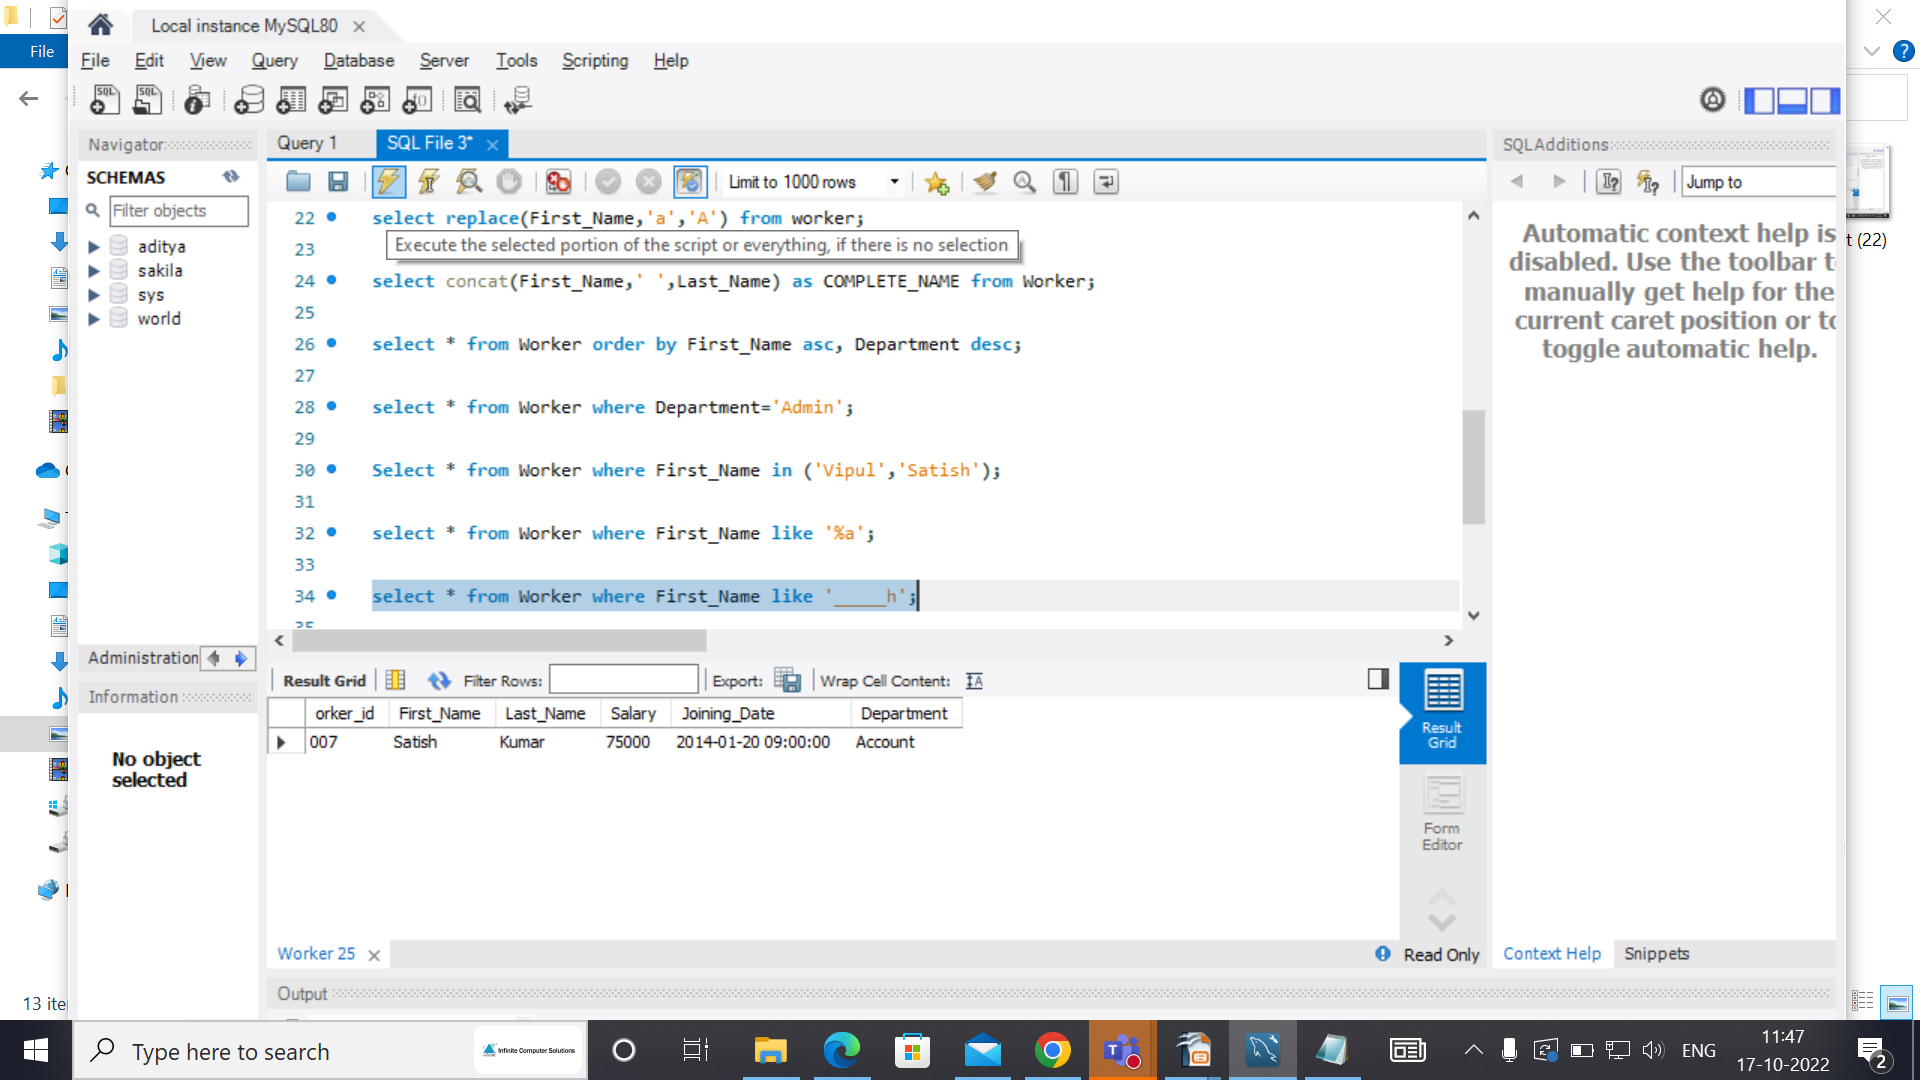 Local instance MySQL80
File
File Edit View Query Database Server Tools Scripting Help
Navigator
Query 1
SQL File 3*
SQLAdditions
SCHEMAS
Limit to 1000 rows
Jump to
Filter objects
aditya
sakila
sys
world
22 select replace(First_Name,'a','A') from worker;
23
Execute the selected portion of the script or everything, if there is no selection
24 select concat(First_Name,' ',Last_Name) as COMPLETE_NAME from Worker;
25
26 select * from Worker order by First_Name asc, Department desc;
27
28 select * from Worker where Department='Admin';
29
30 Select * from Worker where First_Name in ('Vipul','Satish');
31
32 select * from Worker where First_Name like '%a';
33
34 select * from Worker where First_Name like '_____h';
35
Automatic context help is
disabled. Use the toolbar t
manually get help for the
current caret position or to
toggle automatic help.
t (22)
Administration
Information
No object
selected
Result Grid Filter Rows: Export: Wrap Cell Content:
orker_id First_Name Last_Name Salary Joining_Date Department
007 Satish Kumar 75000 2014-01-20 09:00:00 Account
Result
Grid
Form
Editor
Worker 25
Read Only
Context Help
Snippets
Output
13 ite
Type here to search
Infinite Computer Solutions
ENG
11:47
17-10-2022
2